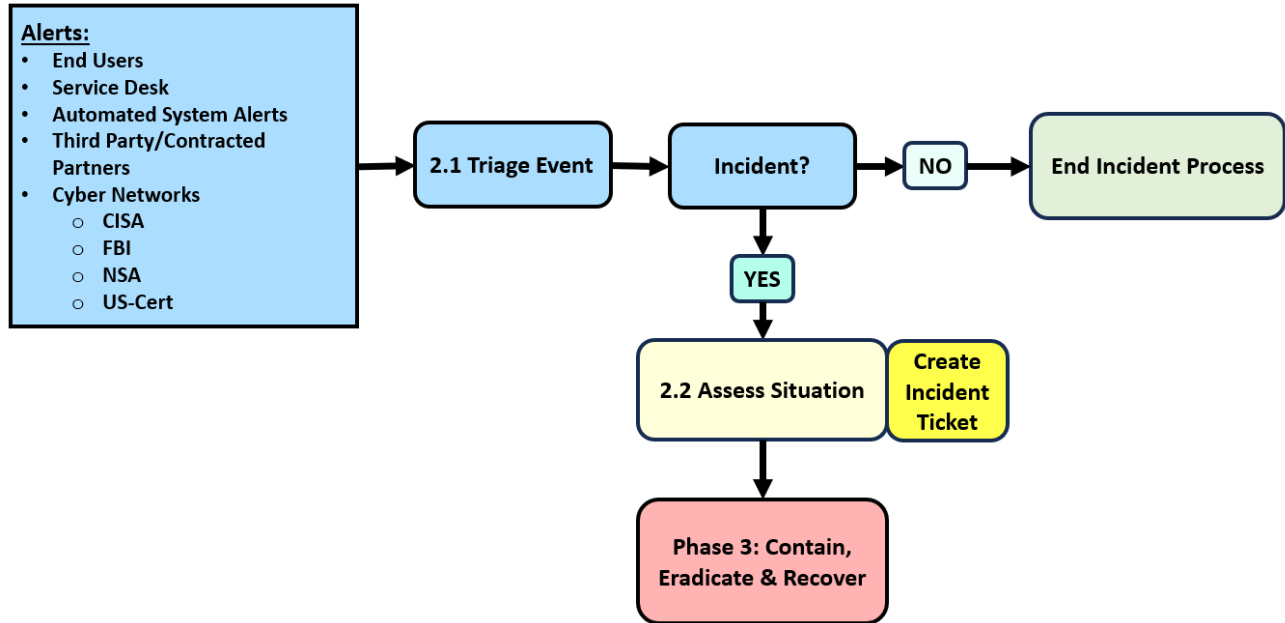 Alerts:
• End Users
• Service Desk
• Automated System Alerts
• Third Party/Contracted
Partners
• Cyber Networks
o CISA
o FBI
o NSA
o US-Cert
2.1 Triage Event
Incident?
NO
End Incident Process
YES
2.2 Assess Situation
Create
Incident
Ticket
Phase 3: Contain,
Eradicate & Recover